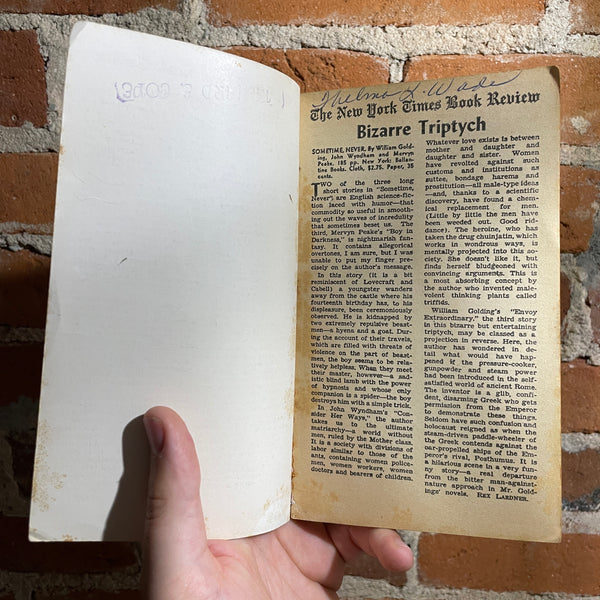 Thelma L. Wade
The New York Times Book Review
Bizarre Triptych
SOMETIME, NEVER. By William Gold-
ing, John Wyndham and Mervyn
Peake. 185 pp. New York: Ballan-
tine Books. Cloth, $2.75. Paper, 35
cents.
TWO of the three long
short stories in "Sometime,
Never" are English science-fic-
tion laced with humor—that
commodity so useful in smooth-
ing out the waves of incredulity
that sometimes beset us. The
third, Mervyn Peake's "Boy in
Darkness," is nightmarish fan-
tasy. It contains allegorical
overtones, I am sure, but I was
unable to put my finger pre-
cisely on the author's message.
In this story (It is a bit
reminiscent of Lovecraft and
Cabell) a youngster wanders
away from the castle where his
fourteenth birthday has, to his
displeasure, been ceremoniously
observed. He is kidnapped by
two extremely repulsive beast-
men—a hyena and a goat. Dur-
ing the account of their travels,
which are filled with threats of
violence on the part of beast-
men, the boy seems to be rela-
tively helpless. When they meet
their master, however—a sad-
istic blind lamb with the power
of hypnosis and whose only
companion is a spider—the boy
destroys him with a simple trick.
In John Wyndham's "Con-
sider Her Ways," the author
takes us to the ultimate
matriarchy—a world without
men, ruled by the Mother class.
It is a society with divisions of
labor similar to those of the
ants, containing women police-
men, women workers, women
doctors and bearers of children.
Whatever love exists is between
mother and daughter and
daughter and sister. Women
have revolted against such
customs and institutions as
suttee, bondage harems and
prostitution—all male-type ideas
—and, thanks to a scientific
discovery, have found a chem-
ical replacement for men.
(Little by little the men have
been weeded out. Good rid-
dance). The heroine, who has
taken the drug chuinjatin, which
works in wondrous ways, is
mentally projected into this so-
ciety. She doesn't like it, but
finds herself bludgeoned with
convincing arguments. This is
a most absorbing concept by
the author who invented male-
volent thinking plants called
triffids.
William Golding's "Envoy
Extraordinary," the third story
in this bizarre but entertaining
triptych, may be classed as a
projection in reverse. Here, the
author has wondered in de-
tail what would have hap-
pened if the pressure-cooker,
gunpowder and steam power
had been introduced in the self-
satisfied world of ancient Rome.
The inventor is a glib, confi-
dent, disarming Greek who gets
permission from the Emperor
to demonstrate these things.
Seldom have such confusion and
holocaust reigned as when the
steam-driven paddle-wheeler of
the Greek contends against the
oar-propelled ships of the Em-
peror's rival, Posthumus. It is
a hilarious scene in a very fun-
ny story—a real departure
from the bitter man-against-
nature approach in Mr. Gold-
ings' novels. REX LARDNER.